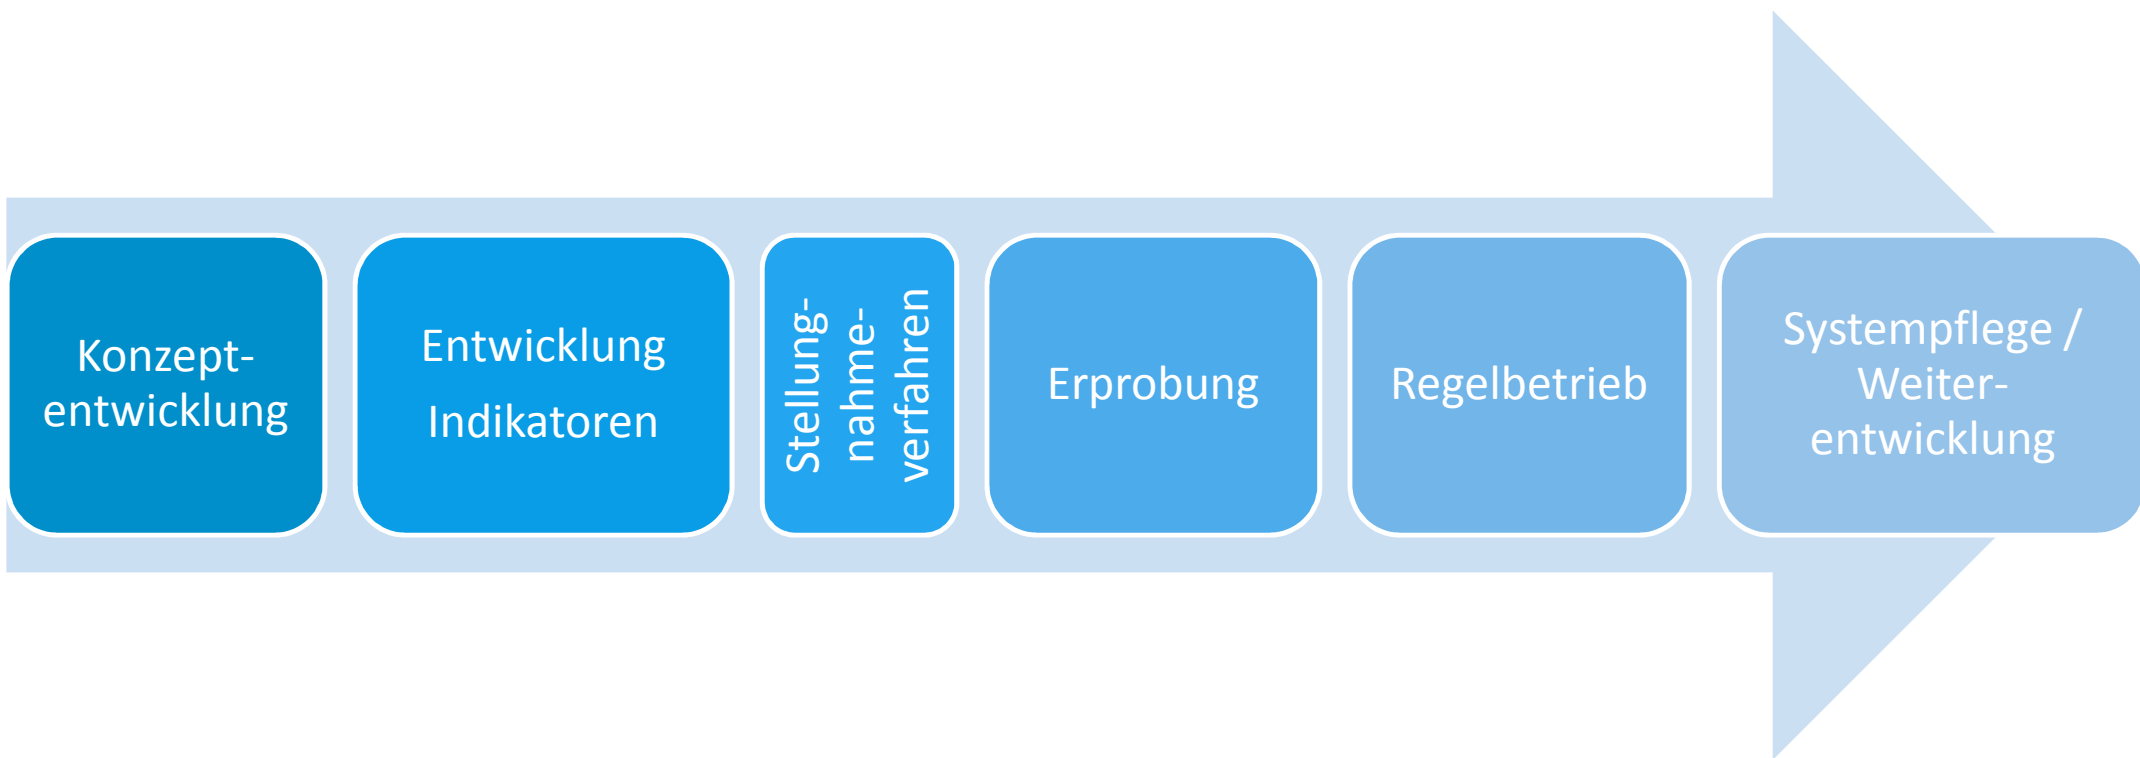 Konzept-
entwicklung
Entwicklung
Indikatoren
Stellung-
nahme-
verfahren
Erprobung
Regelbetrieb
Systempflege /
Weiter-
entwicklung